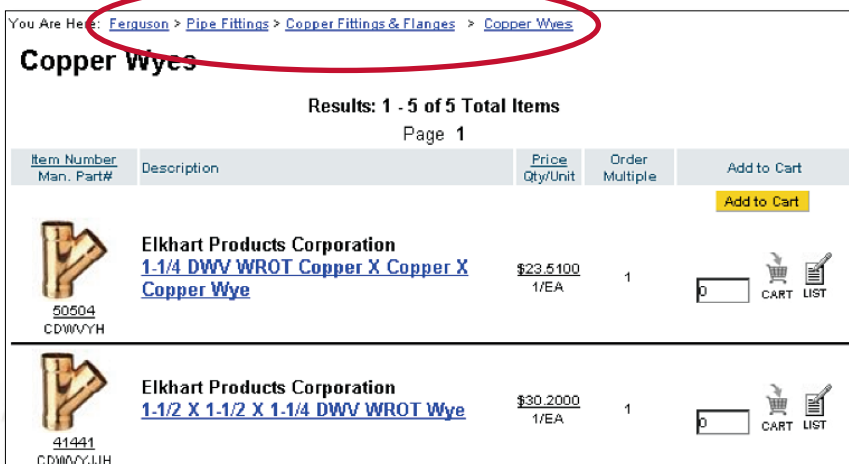 You Are Here: Ferguson > Pipe Fittings > Copper Fittings & Flanges > Copper Wyes
Copper Wyes
Results: 1 - 5 of 5 Total Items
Page 1
Item Number
Man. Part#
Description
Price
Qty/Unit
Order
Multiple
Add to Cart
Add to Cart
Elkhart Products Corporation
1-1/4 DWV WROT Copper X Copper X
Copper Wye
$23.5100
1/EA
1
0
CART LIST
50504
CDWVYH
Elkhart Products Corporation
1-1/2 X 1-1/2 X 1-1/4 DWV WROT Wye
$30.2000
1/EA
1
0
CART LIST
41441
CDWVYJJH